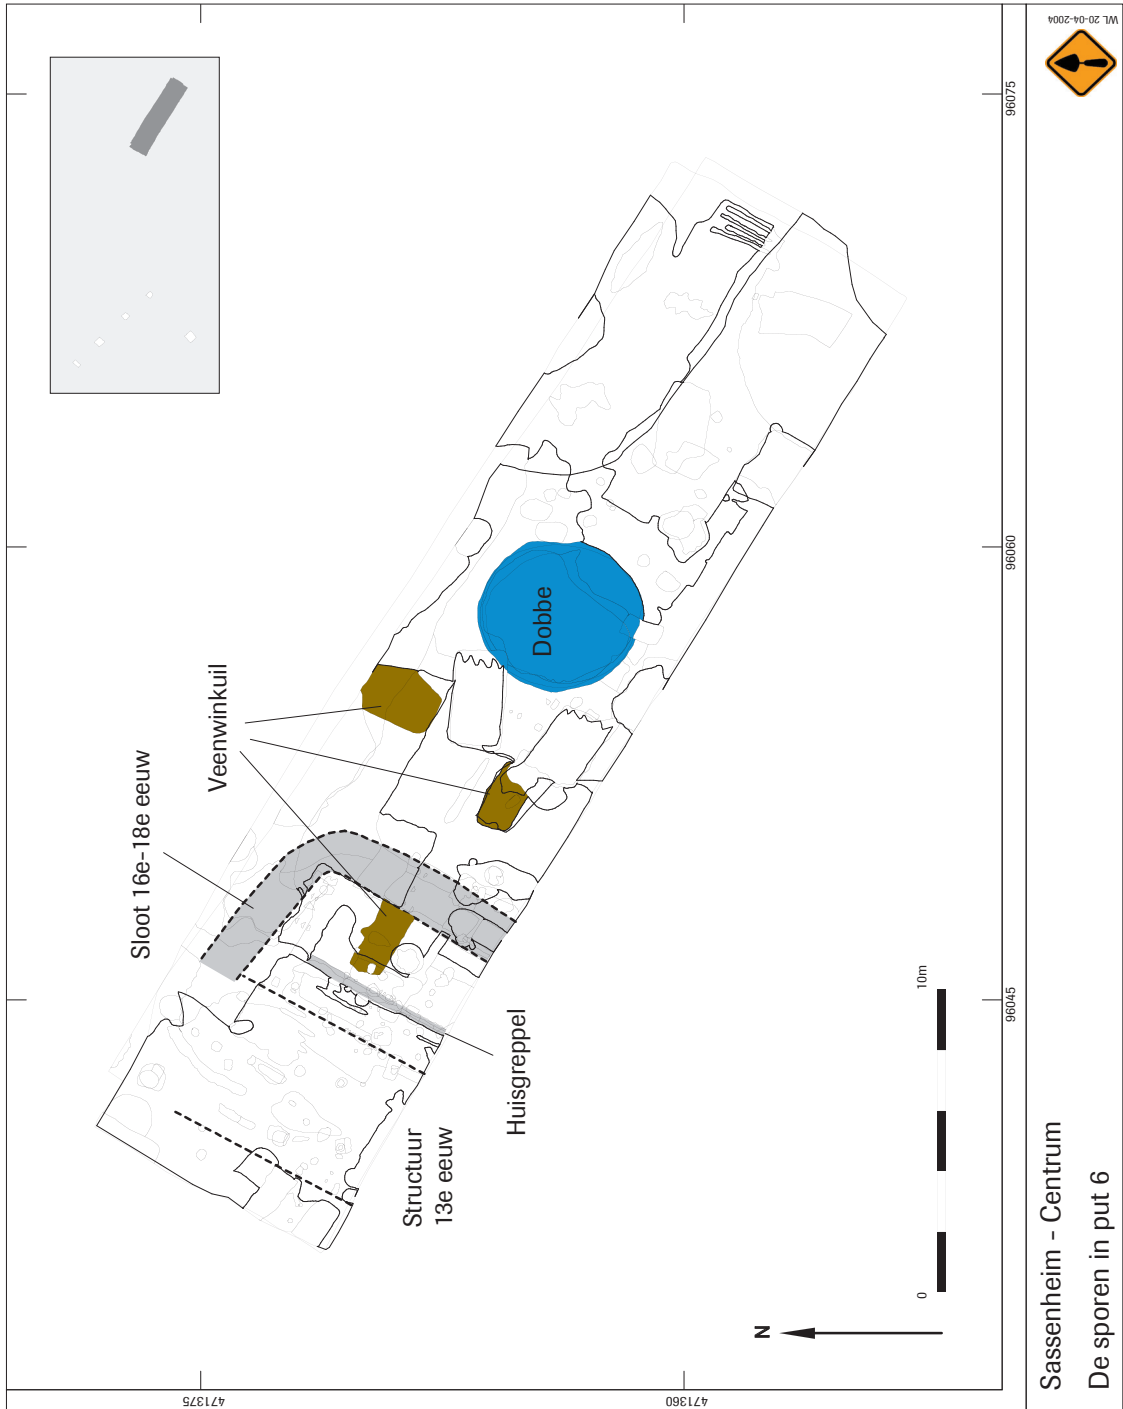 WL 20-04-2004
Sloot 16e-18e eeuw
Veenwinkuil
Dobbe
Structuur
13e eeuw
Huisgreppel
N
0
10m
96045
96060
96075
471375
471360
Sassenheim - Centrum
De sporen in put 6